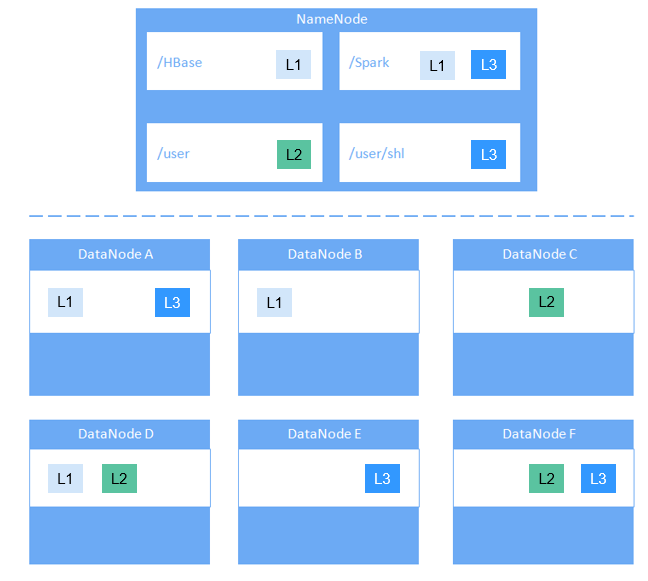 NameNode
/HBase L1 /Spark L1 L3
/user L2 /user/shl L3
DataNode A DataNode B DataNode C
L1 L3 L1 L2
DataNode D DataNode E DataNode F
L1 L2 L3 L2 L3